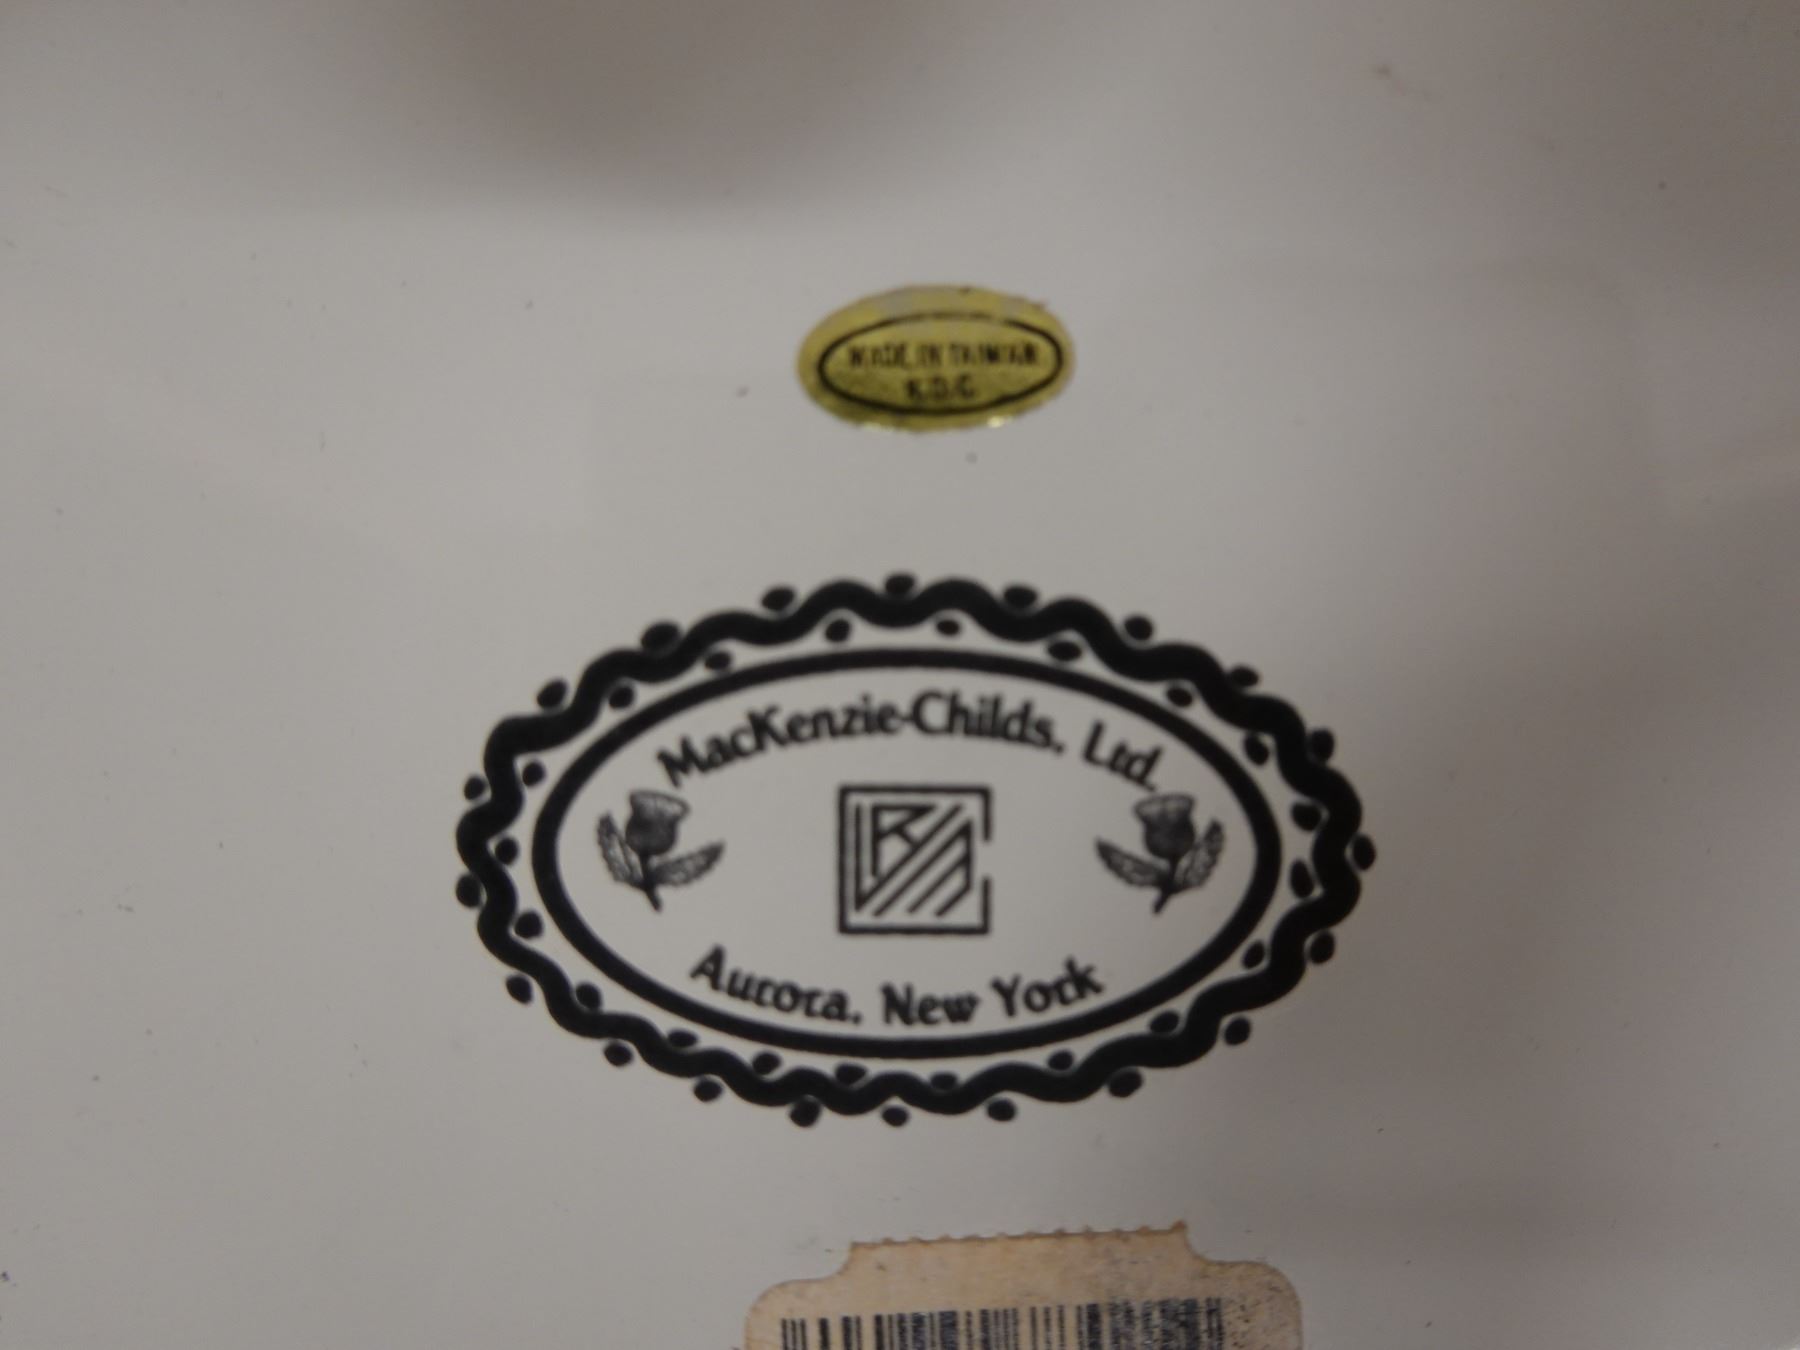 MADE IN TAIWAN
R.O.C
MacKenzie-Childs, Ltd.
Aurora, New York